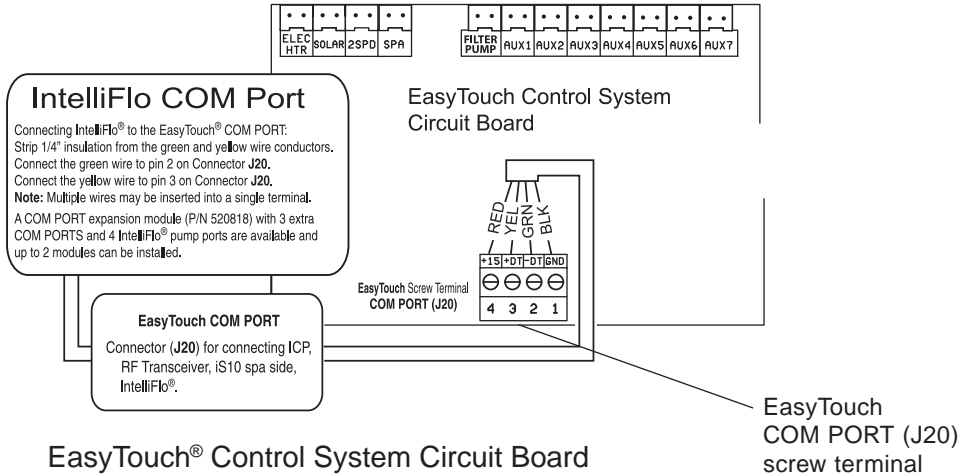 ELEC HTR SOLAR 2SPD SPA FILTER PUMP AUX1 AUX2 AUX3 AUX4 AUX5 AUX6 AUX7
IntelliFlo COM Port
Connecting IntelliFlo® to the EasyTouch® COM PORT:
Strip 1/4” insulation from the green and yellow wire conductors.
Connect the green wire to pin 2 on Connector J20.
Connect the yellow wire to pin 3 on Connector J20.
Note: Multiple wires may be inserted into a single terminal.
A COM PORT expansion module (P/N 520818) with 3 extra
COM PORTS and 4 IntelliFlo® pump ports are available and
up to 2 modules can be installed.
EasyTouch Control System
Circuit Board
RED YEL GRN BLK
+15 +DT -DT GND
4 3 2 1
EasyTouch Screw Terminal
COM PORT (J20)
EasyTouch COM PORT
Connector (J20) for connecting ICP,
RF Transceiver, iS10 spa side,
IntelliFlo®.
EasyTouch
COM PORT (J20)
screw terminal
EasyTouch® Control System Circuit Board